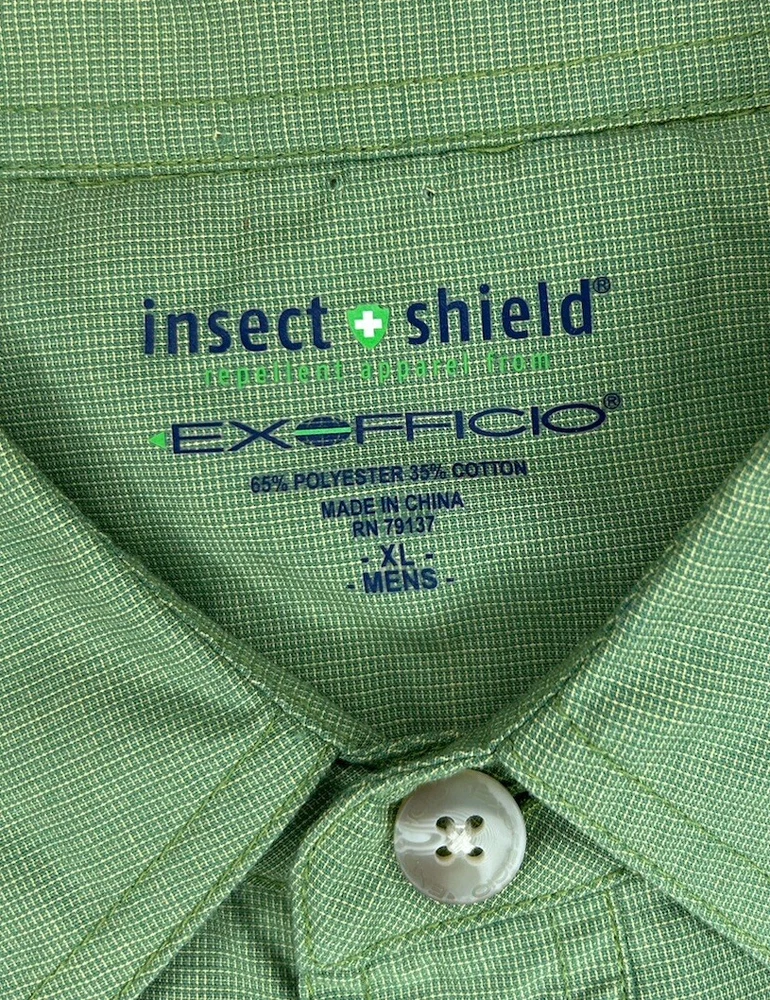 insect shield®
repellent apparel from
EXOFFICIO®
65% POLYESTER 35% COTTON
MADE IN CHINA
RN 79137
- XL -
- MENS -